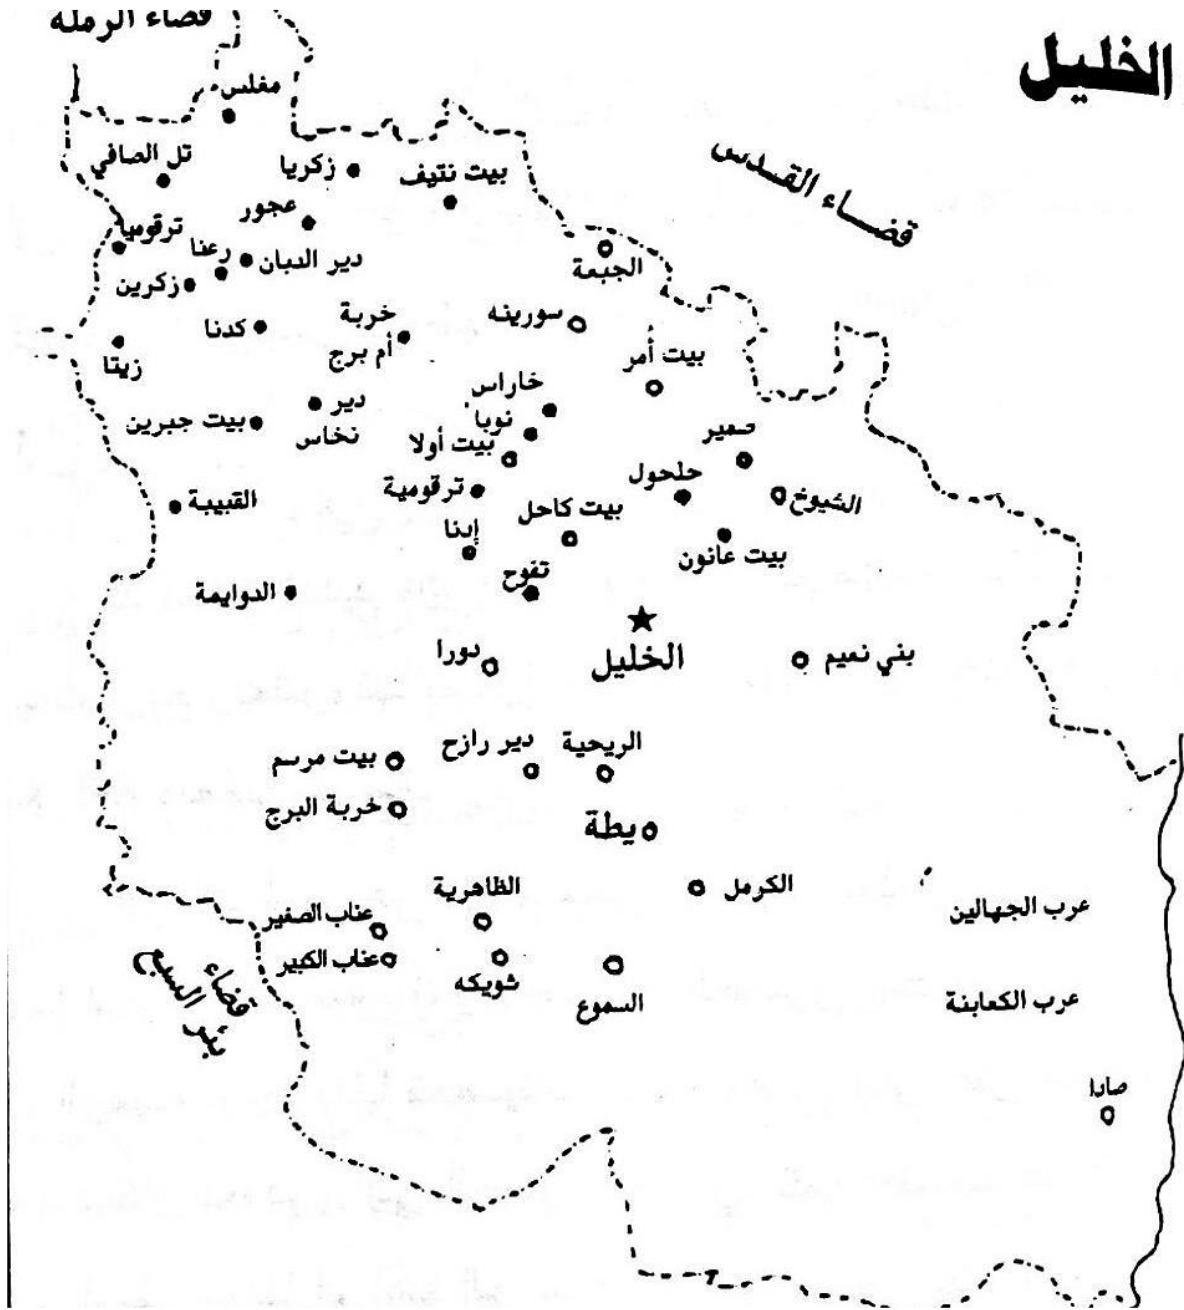 قضاء الرمله
الخليل
مفلس
قضاء القدس
تل الصافي
زكريا
بيت نتيف
عجور
ترقوميا
رعنا
دير الدبان
الجبعة
زكرين
كدنا
خربة
أم برج
سورينه
زيتا
بيت أمر
خاراس
دير
نخاس
نوبا
بيت جبرين
بيت أولا
صعير
حلحول
ترقومية
القبيبة
بيت كاحل
الشيوخ
إبنا
بيت عانون
تفوح
الدوايمة
دورا
الخليل
بني نعيم
بيت مرسم
دير رازح
الريحية
خربة البرج
يطة
الظاهرية
الكرمل
عرب الجهالين
عناب الصغير
عناب الكبير
شويكه
السموع
عرب الكعابنة
قضاء
بئر السبع
صادا